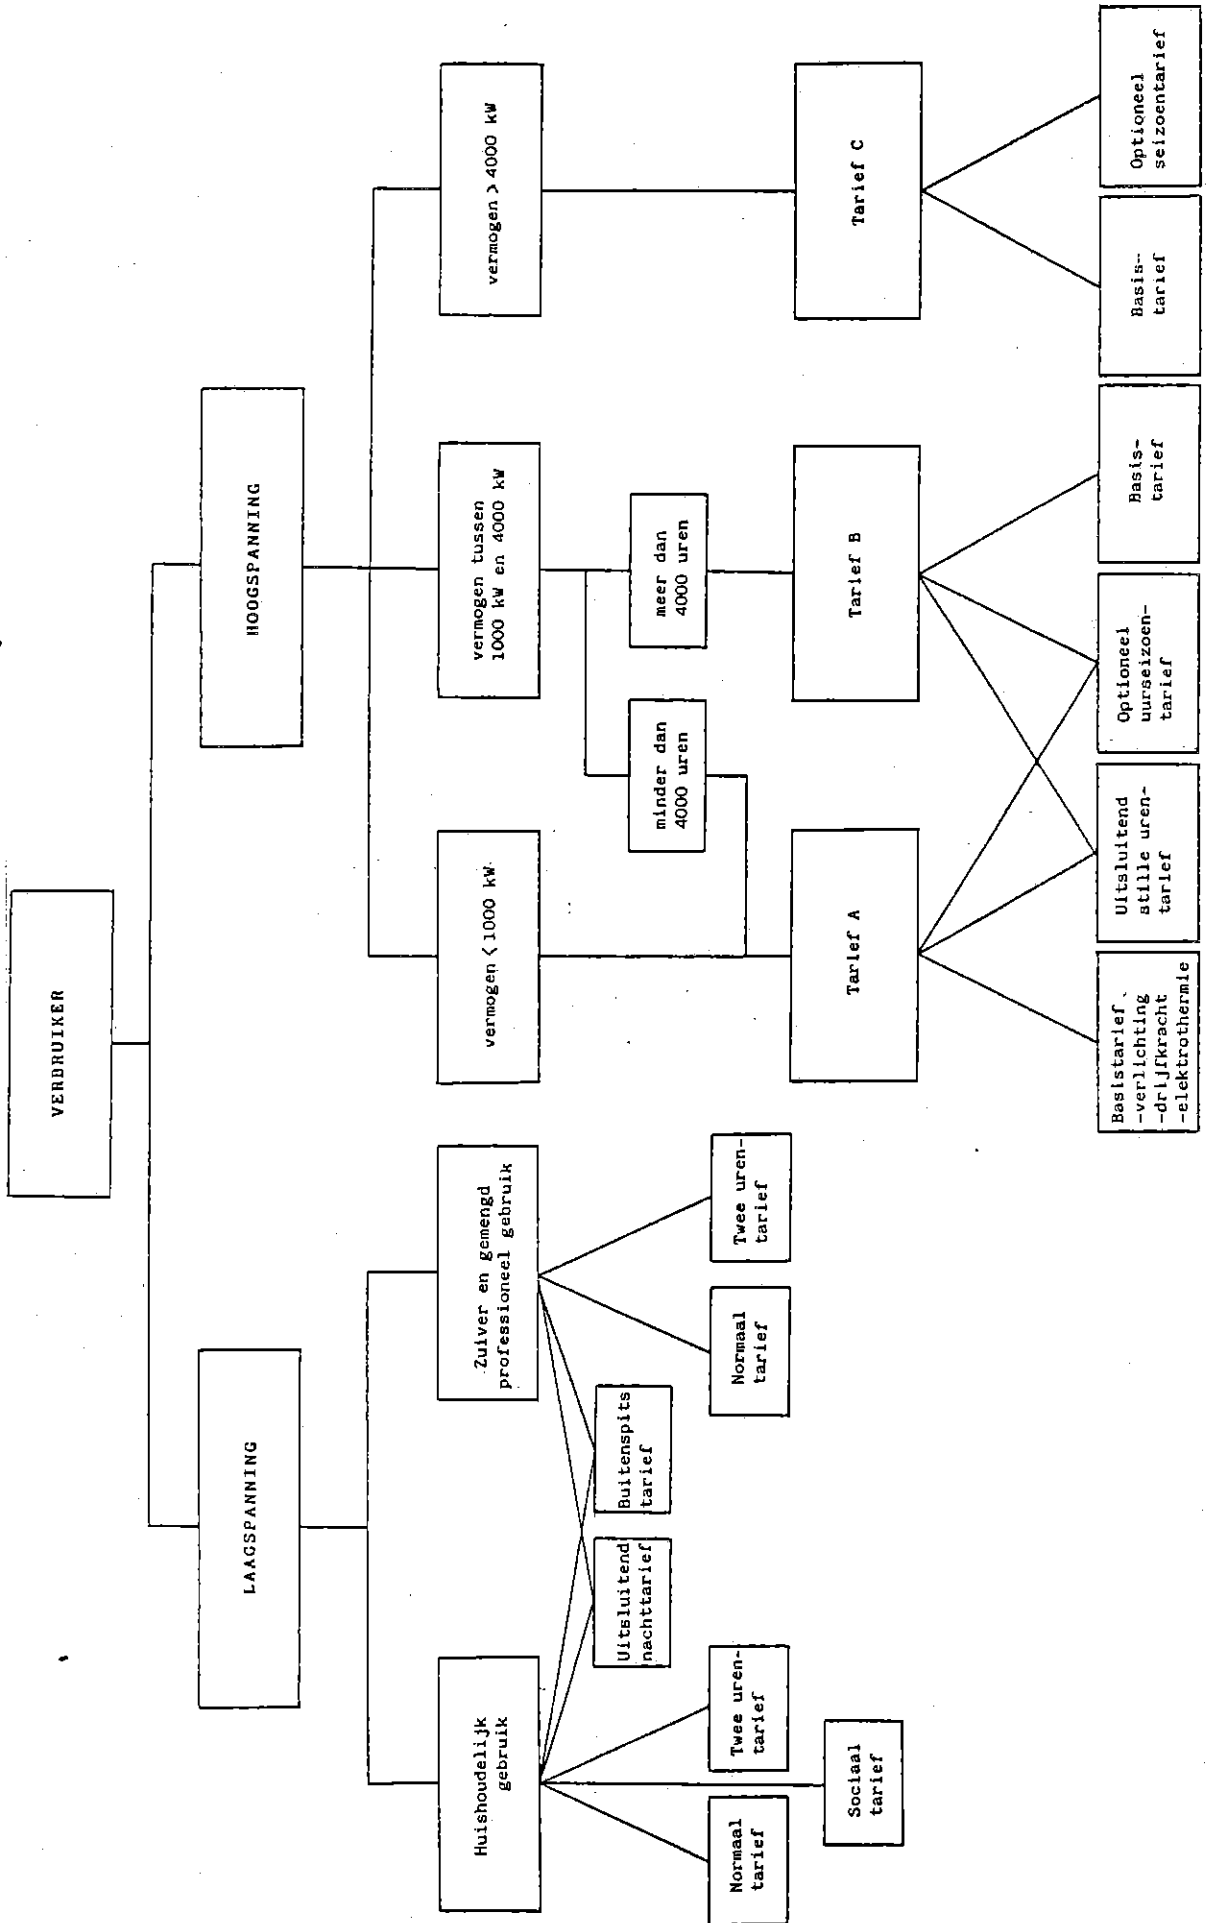 VERDRUIKER
LAAGSPANNING
HOOGSPANNING
Huishoudelijk
gebruik
Zuiver en gemengd
professioneel gebruik
vermogen < 1000 kW
vermogen tussen
1000 kW en 4000 kW
vermogen > 4000 kW
Uitsluitend
nachttarief
Buitenspits
tarief
minder dan
4000 uren
meer dan
4000 uren
Normaal
tarief
Twee uren-
tarief
Normaal
tarief
Twee uren-
tarief
Sociaal
tarief
Tarief A
Tarief B
Tarief C
Basistarief
-verlichting
-drijfkracht
-elektrothermie
Uitsluitend
stille uren-
tarief
Optioneel
uurseizoen-
tarief
Basis-
tarief
Basis-
tarief
Optioneel
seizoentarief